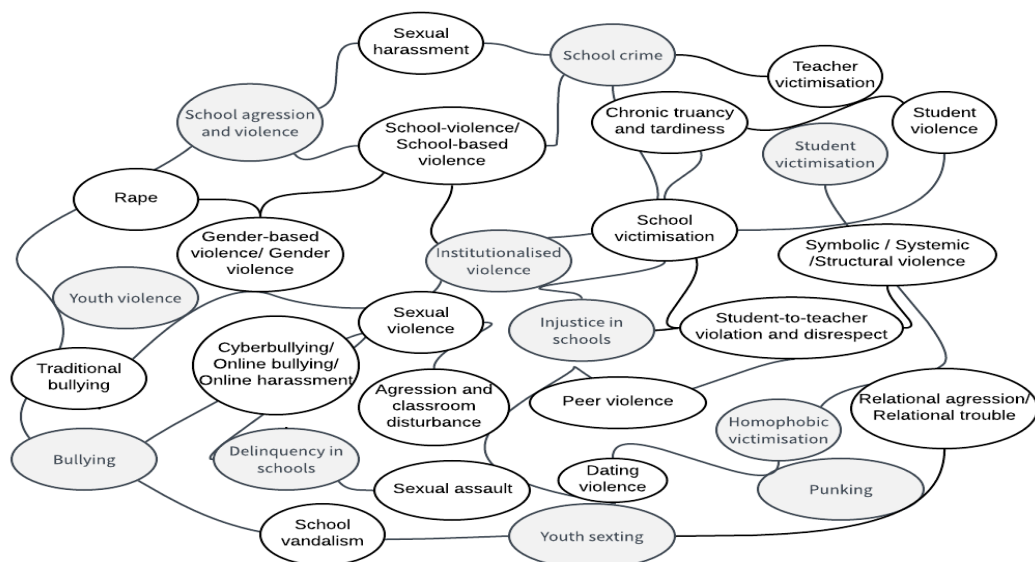 Sexual
harassment
School crime
Teacher
victimisation
School agression
and violence
School-violence/
School-based
violence
Chronic truancy
and tardiness
Student
violence
Student
victimisation
Rape
Gender-based
violence/ Gender
violence
Institutionalised
violence
School
victimisation
Symbolic / Systemic
/Structural violence
Youth violence
Sexual
violence
Injustice in
schools
Student-to-teacher
violation and disrespect
Traditional
bullying
Cyberbullying/
Online bullying/
Online harassment
Agression and
classroom
disturbance
Peer violence
Relational agression/
Relational trouble
Homophobic
victimisation
Bullying
Delinquency in
schools
Sexual assault
Dating
violence
Punking
School
vandalism
Youth sexting